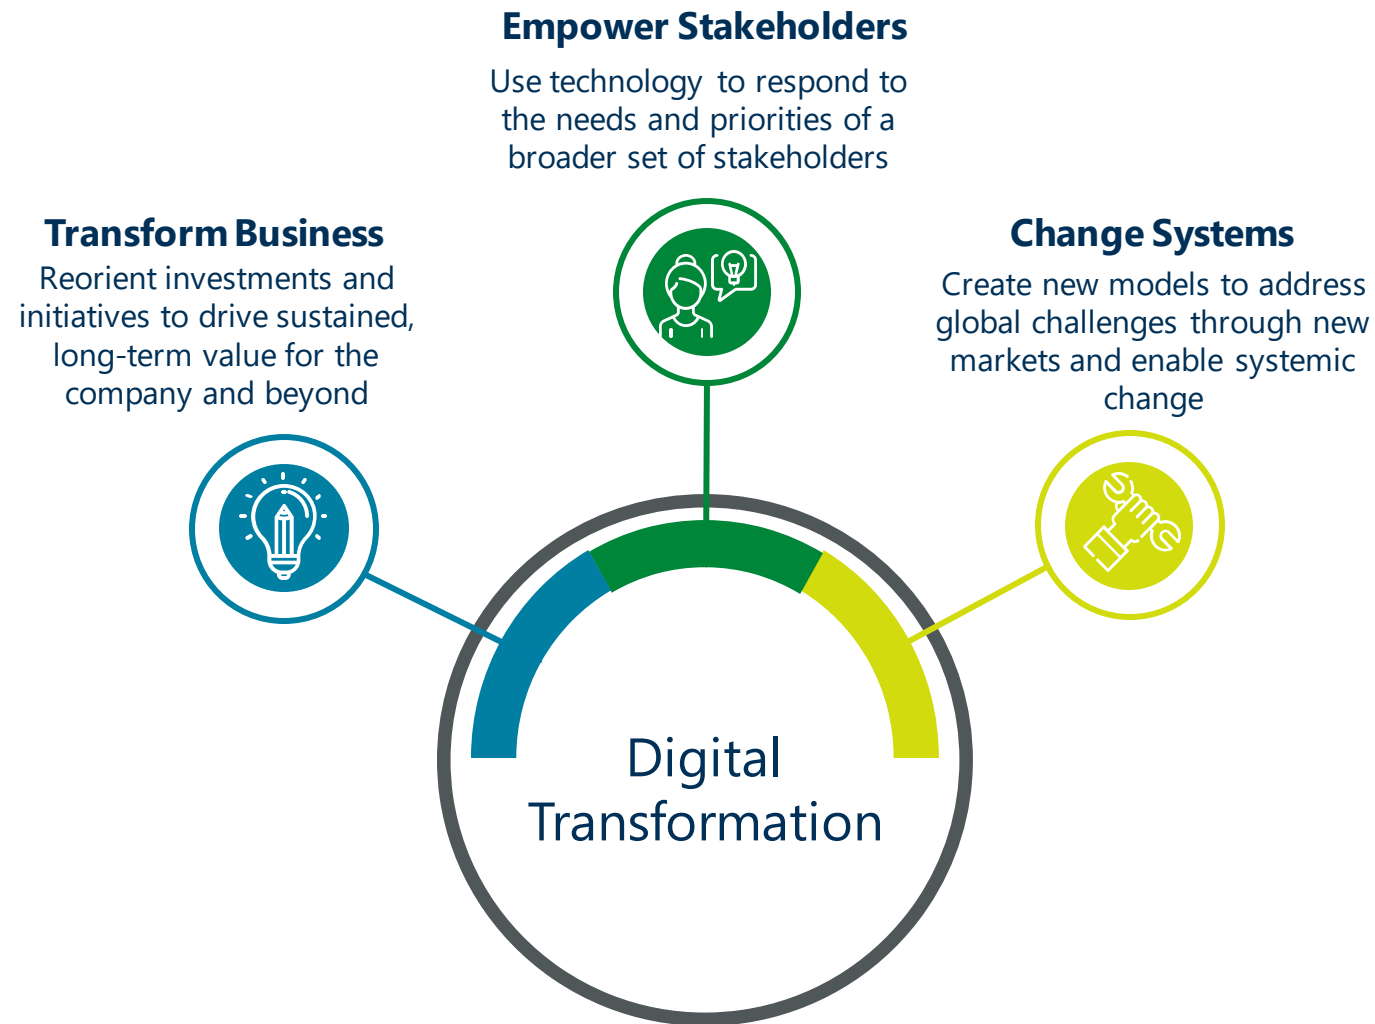 Empower Stakeholders
Use technology to respond to
the needs and priorities of a
broader set of stakeholders
Transform Business
Reorient investments and
initiatives to drive sustained,
long-term value for the
company and beyond
Change Systems
Create new models to address
global challenges through new
markets and enable systemic
change
Digital
Transformation